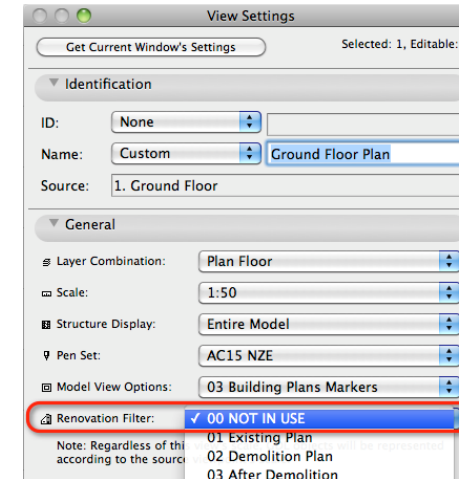 View Settings
Get Current Window's Settings
Selected: 1, Editable:
Identification
ID: None
Name: Custom Ground Floor Plan
Source: 1. Ground Floor
General
Layer Combination: Plan Floor
Scale: 1:50
Structure Display: Entire Model
Pen Set: AC15 NZE
Model View Options: 03 Building Plans Markers
Renovation Filter: ✓ 00 NOT IN USE
01 Existing Plan
Note: Regardless of thi represented
02 Demolition Plan
according to the source
03 After Demolition